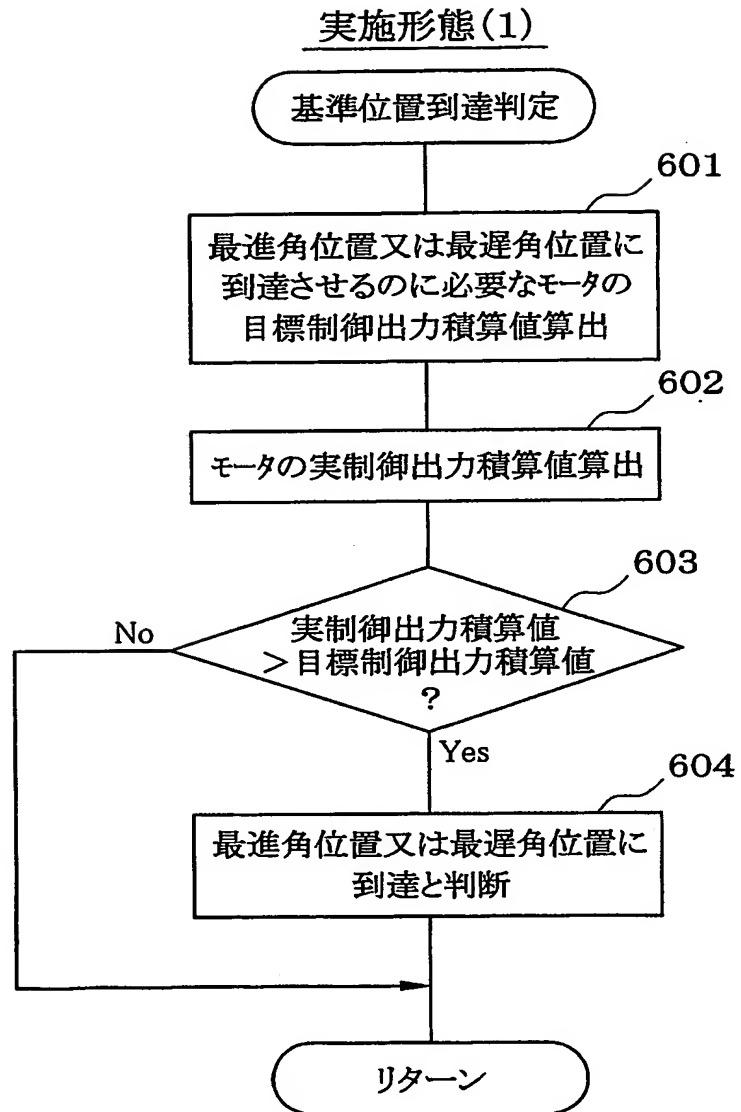 実施形態(1)
基準位置到達判定
601
最進角位置又は最遅角位置に
到達させるのに必要なモータの
目標制御出力積算値算出
602
モータの実制御出力積算値算出
603
実制御出力積算値
>目標制御出力積算値
?
No
Yes
604
最進角位置又は最遅角位置に
到達と判断
リターン